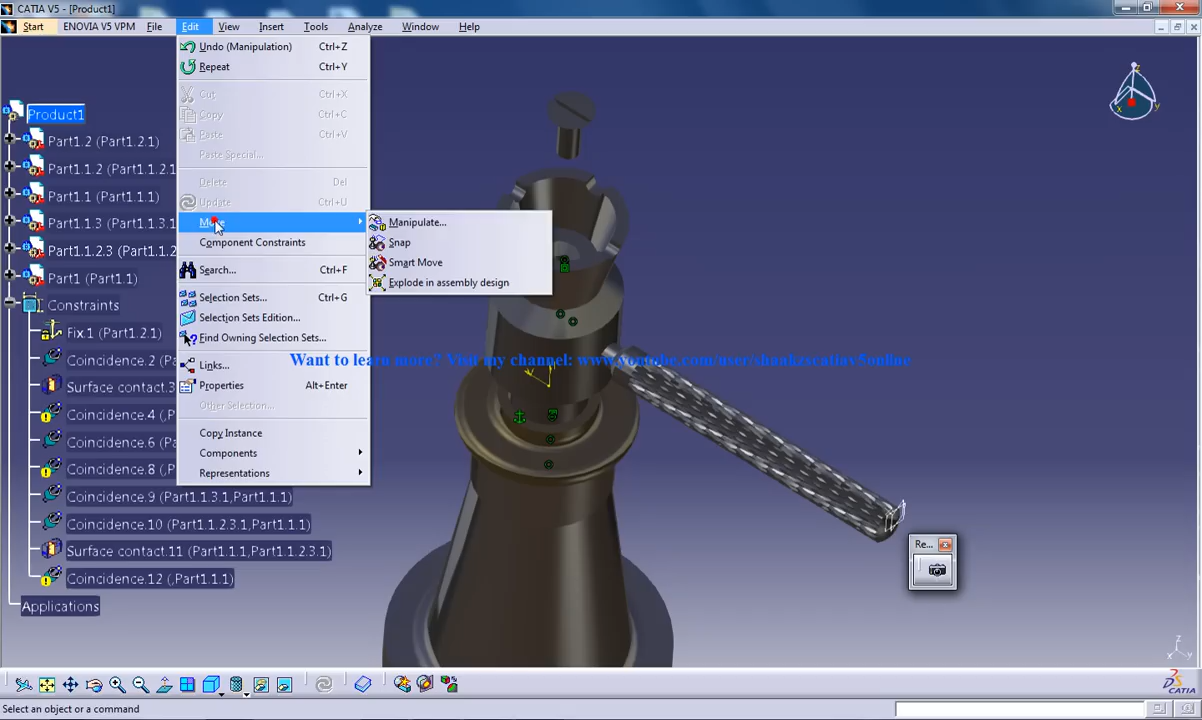 CATIA V5 - [Product1]
Start ENOVIA V5 VPM File Edit View Insert Tools Analyze Window Help
Undo (Manipulation) Ctrl+Z
Repeat Ctrl+Y
Cut Ctrl+X
Copy Ctrl+C
Paste Ctrl+V
Paste Special...
Delete Del
Update Ctrl+U
Move
Component Constraints
Search... Ctrl+F
Selection Sets... Ctrl+G
Selection Sets Edition...
Find Owning Selection Sets...
Links...
Properties Alt+Enter
Other Selection...
Copy Instance
Components
Representations
Manipulate...
Snap
Smart Move
Explode in assembly design
Product1
Part1.2 (Part1.2.1)
Part1.1.2 (Part1.1.2.1
Part1.1 (Part1.1.1)
Part1.1.3 (Part1.1.3.1
Part1.1.2.3 (Part1.1.2
Part1 (Part1.1)
Constraints
Fix.1 (Part1.2.1)
Coincidence.2 (Part1
Surface contact.3
Coincidence.4 (,P
Coincidence.6 (,P
Coincidence.8 (,P
Coincidence.9 (Part1.1.3.1,Part1.1.1)
Coincidence.10 (Part1.1.2.3.1,Part1.1.1)
Surface contact.11 (Part1.1.1,Part1.1.2.3.1)
Coincidence.12 (,Part1.1.1)
Applications
Want to learn more? Visit my channel: www.youtube.com/user/shaakzscatiav5online
Re...
z
x y
CATIA
Select an object or a command